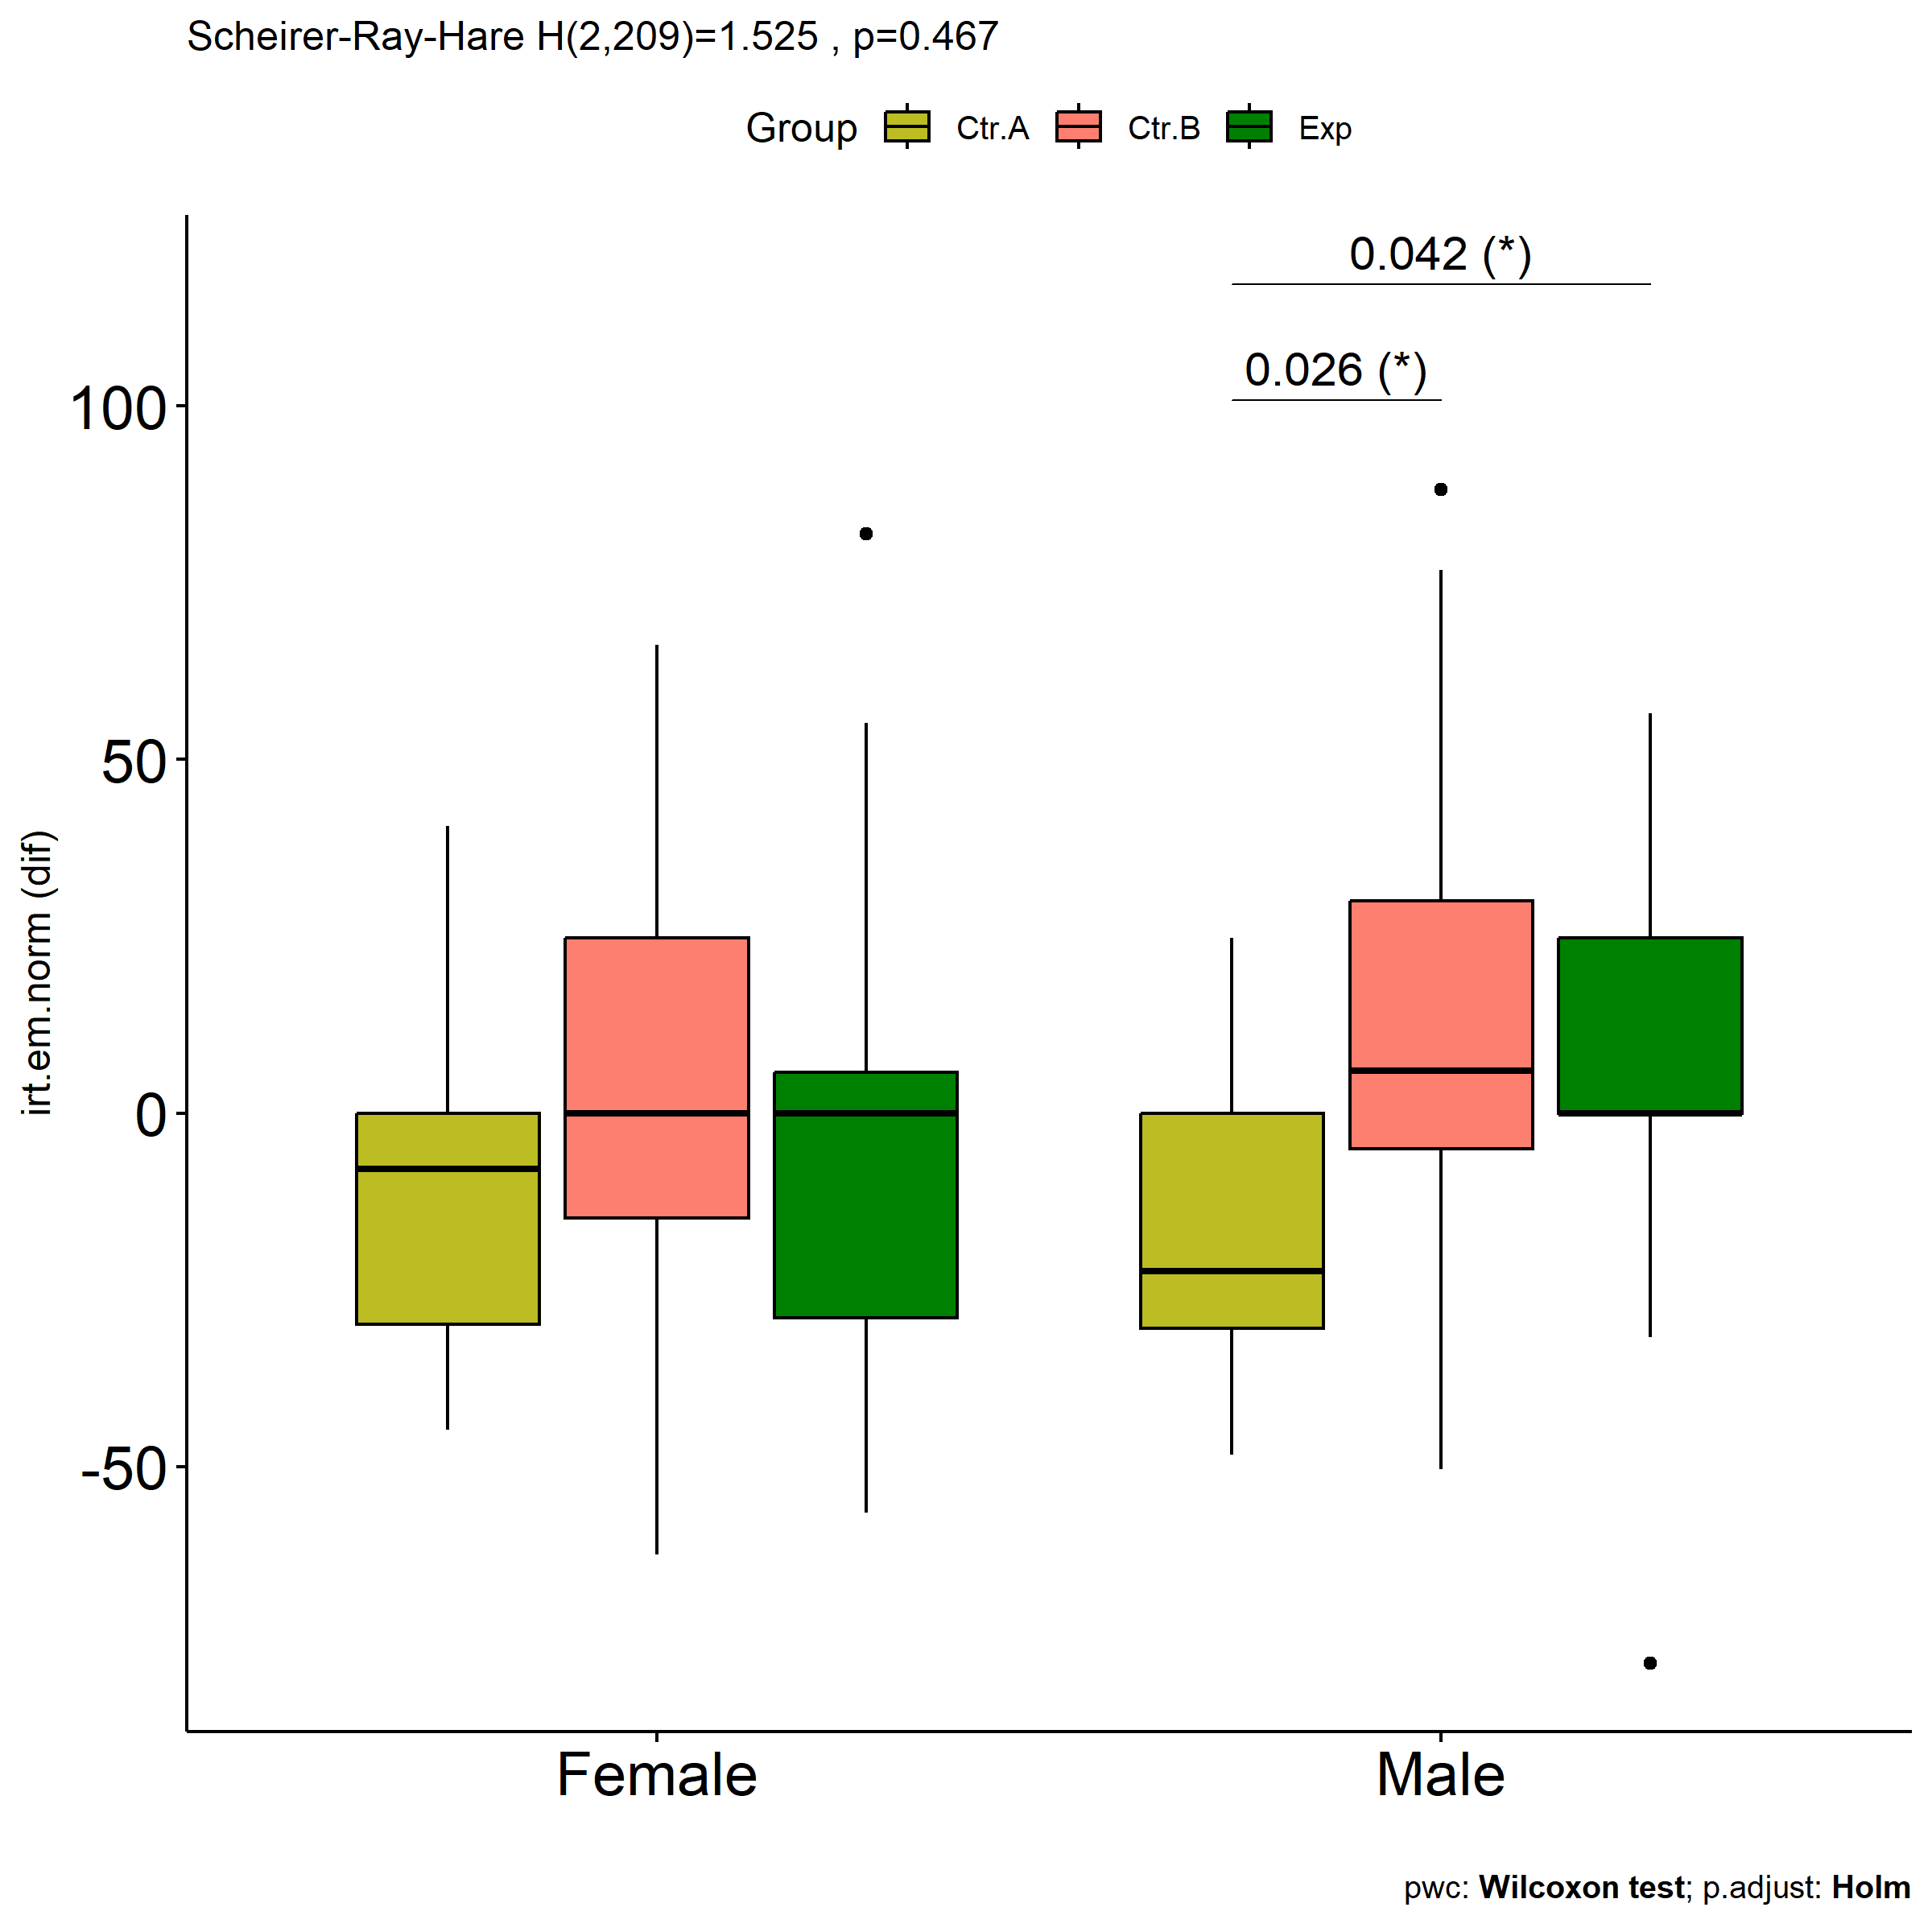 Scheirer-Ray-Hare H(2,209)=1.525 , p=0.467
Group Ctr.A Ctr.B Exp
0.042 (*)
0.026 (*)
100
50
0
-50
irt.em.norm (dif)
Female Male
pwc: Wilcoxon test; p.adjust: Holm